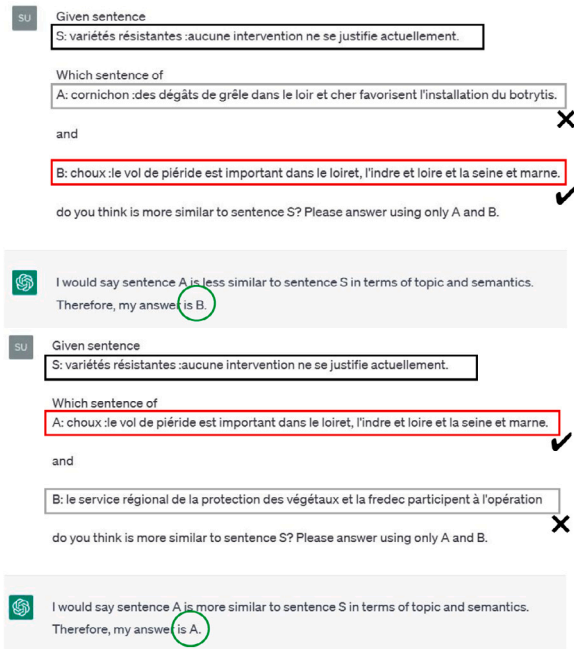 SU
Given sentence
S: variétés résistantes :aucune intervention ne se justifie actuellement.
Which sentence of
A: cornichon :des dégâts de grêle dans le loir et cher favorisent l'installation du botrytis.
and
B: choux :le vol de piéride est important dans le loiret, l'indre et loire et la seine et marne.
do you think is more similar to sentence S? Please answer using only A and B.
I would say sentence A is less similar to sentence S in terms of topic and semantics.
Therefore, my answer is B.
SU
Given sentence
S: variétés résistantes :aucune intervention ne se justifie actuellement.
Which sentence of
A: choux :le vol de piéride est important dans le loiret, l'indre et loire et la seine et marne.
and
B: le service régional de la protection des végétaux et la fredec participent à l'opération
do you think is more similar to sentence S? Please answer using only A and B.
I would say sentence A is more similar to sentence S in terms of topic and semantics.
Therefore, my answer is A.